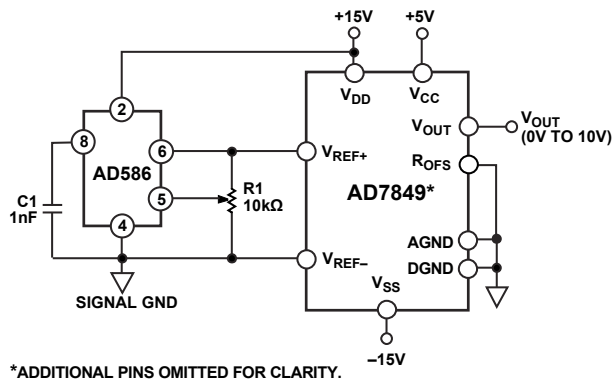 +15V
+5V
2
V_DD
V_CC
8
6
AD586
5
4
C1
1nF
R1
10kΩ
V_REF+
V_REF–
AD7849*
V_OUT
R_OFS
AGND
DGND
V_SS
V_OUT
(0V TO 10V)
SIGNAL GND
–15V
*ADDITIONAL PINS OMITTED FOR CLARITY.